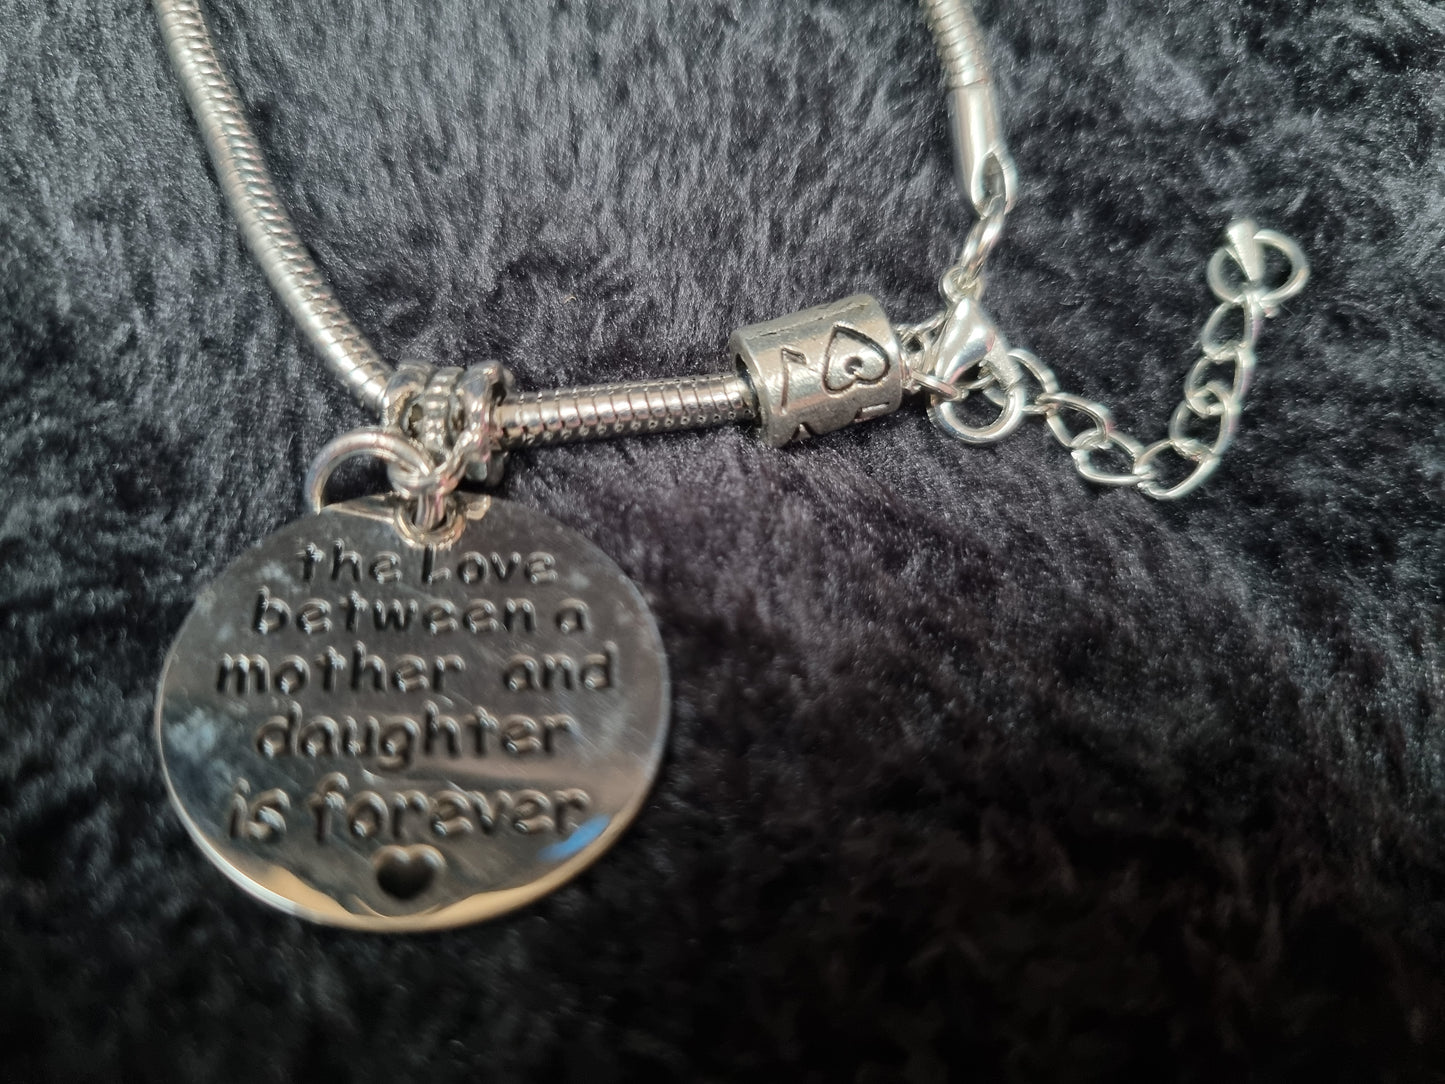 the Love
between a
mother and
daughter
is forever